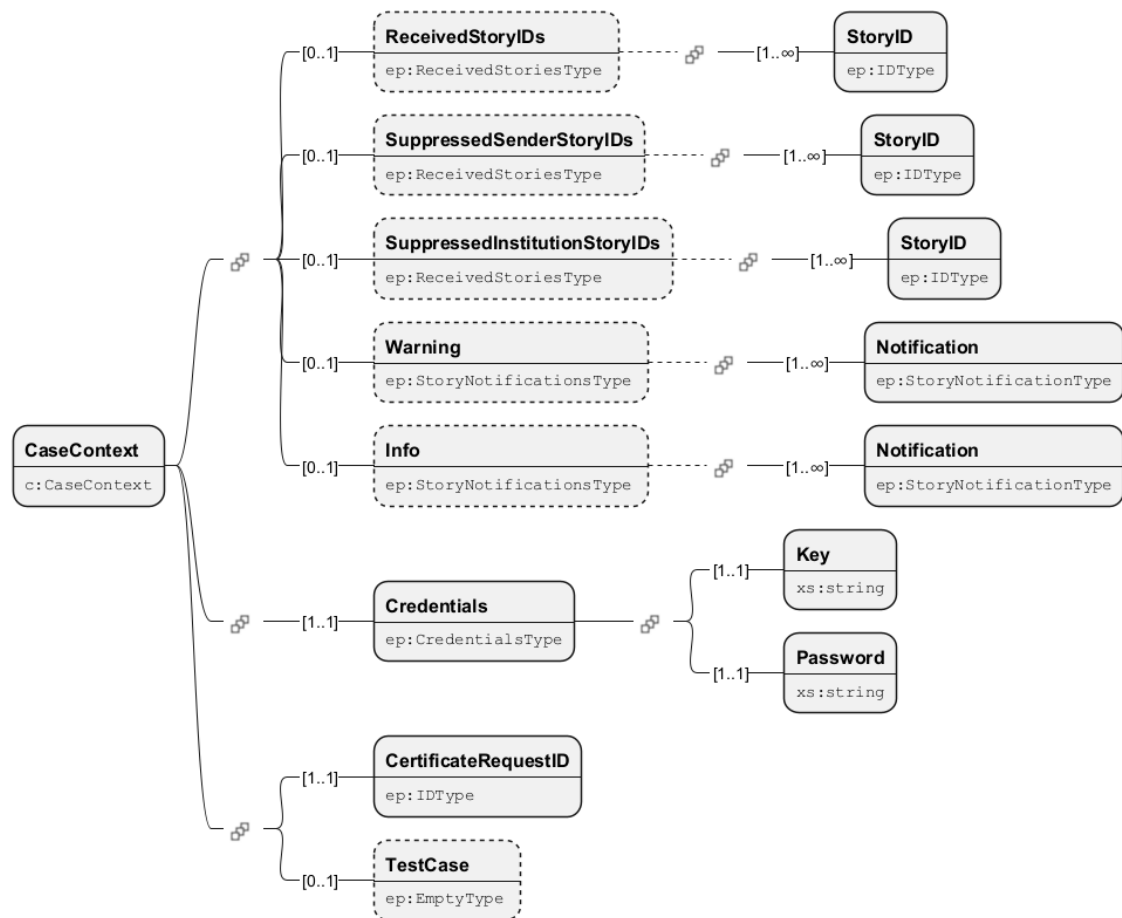 [0..1]
ReceivedStoryIDs
ep:ReceivedStoriesType
[1..∞]
StoryID
ep:IDType
[0..1]
SuppressedSenderStoryIDs
ep:ReceivedStoriesType
[1..∞]
StoryID
ep:IDType
[0..1]
SuppressedInstitutionStoryIDs
ep:ReceivedStoriesType
[1..∞]
StoryID
ep:IDType
[0..1]
Warning
ep:StoryNotificationsType
[1..∞]
Notification
ep:StoryNotificationType
CaseContext
c:CaseContext
[0..1]
Info
ep:StoryNotificationsType
[1..∞]
Notification
ep:StoryNotificationType
[1..1]
Credentials
ep:CredentialsType
[1..1]
Key
xs:string
[1..1]
Password
xs:string
[1..1]
CertificateRequestID
ep:IDType
[0..1]
TestCase
ep:EmptyType